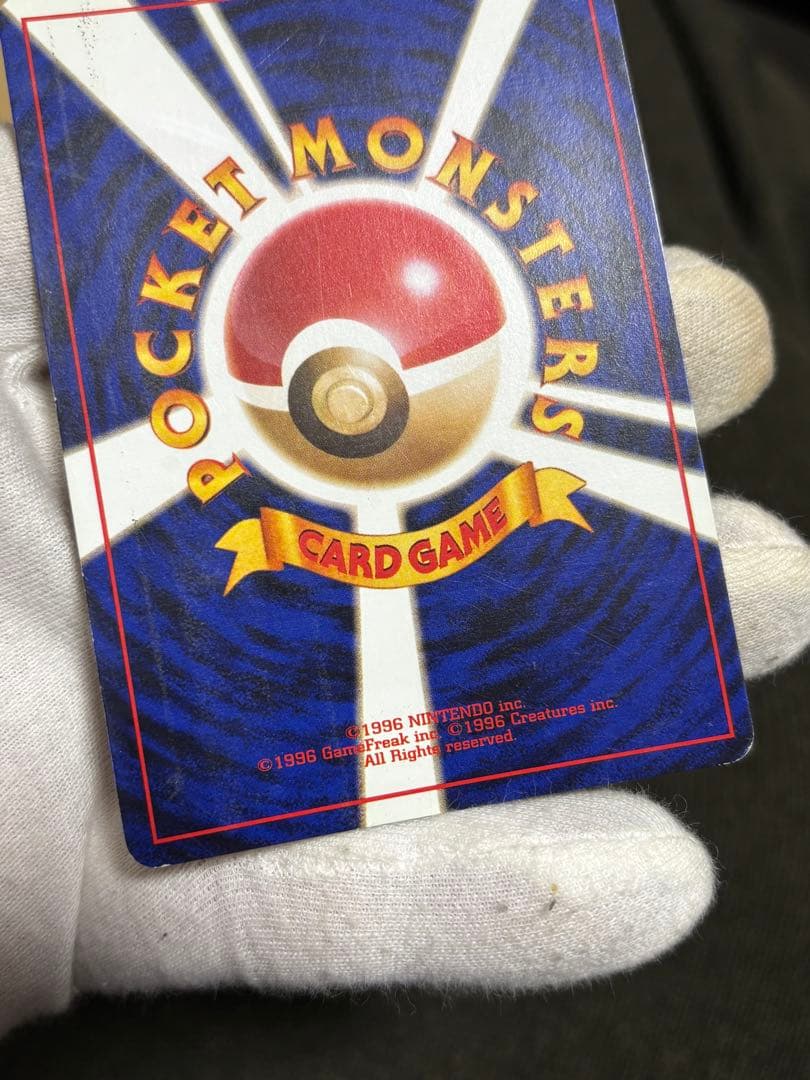 POCKET MONSTERS
CARD GAME
©1996 NINTENDO inc.
©1996 GameFreak inc. ©1996 Creatures inc.
All Rights reserved.